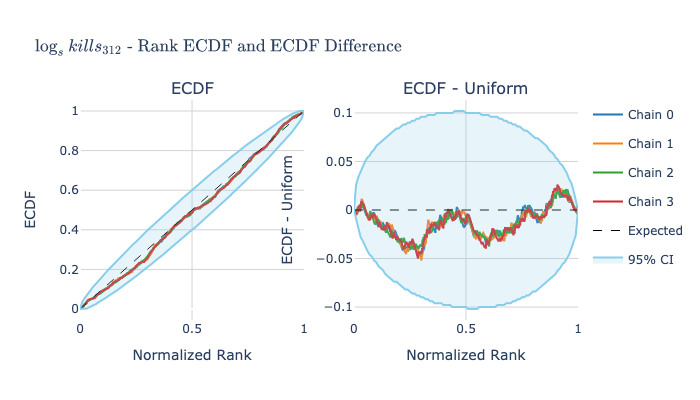 log_s kills_312 - Rank ECDF and ECDF Difference
ECDF
ECDF - Uniform
1
0.8
0.6
0.4
0.2
0
ECDF
0
0.5
1
Normalized Rank
0.1
0.05
0
−0.05
−0.1
ECDF - Uniform
0
0.5
1
Normalized Rank
Chain 0
Chain 1
Chain 2
Chain 3
Expected
95% CI